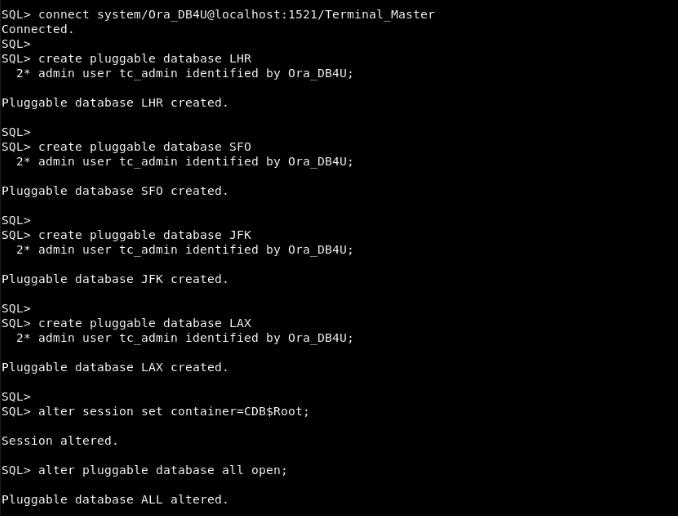 SQL> connect system/Ora_DB4U@localhost:1521/Terminal_Master
Connected.
SQL>
SQL> create pluggable database LHR
  2* admin user tc_admin identified by Ora_DB4U;
Pluggable database LHR created.
SQL>
SQL> create pluggable database SFO
  2* admin user tc_admin identified by Ora_DB4U;
Pluggable database SFO created.
SQL>
SQL> create pluggable database JFK
  2* admin user tc_admin identified by Ora_DB4U;
Pluggable database JFK created.
SQL>
SQL> create pluggable database LAX
  2* admin user tc_admin identified by Ora_DB4U;
Pluggable database LAX created.
SQL>
SQL> alter session set container=CDB$Root;
Session altered.
SQL> alter pluggable database all open;
Pluggable database ALL altered.